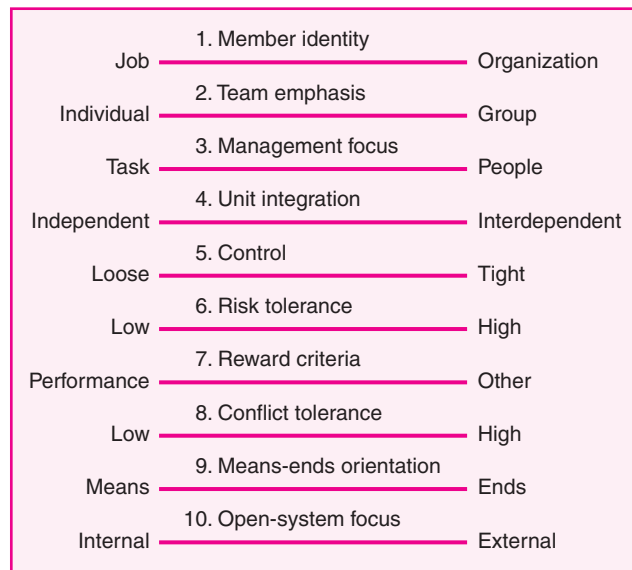 1. Member identity
Job Organization
2. Team emphasis
Individual Group
3. Management focus
Task People
4. Unit integration
Independent Interdependent
5. Control
Loose Tight
6. Risk tolerance
Low High
7. Reward criteria
Performance Other
8. Conflict tolerance
Low High
9. Means-ends orientation
Means Ends
10. Open-system focus
Internal External